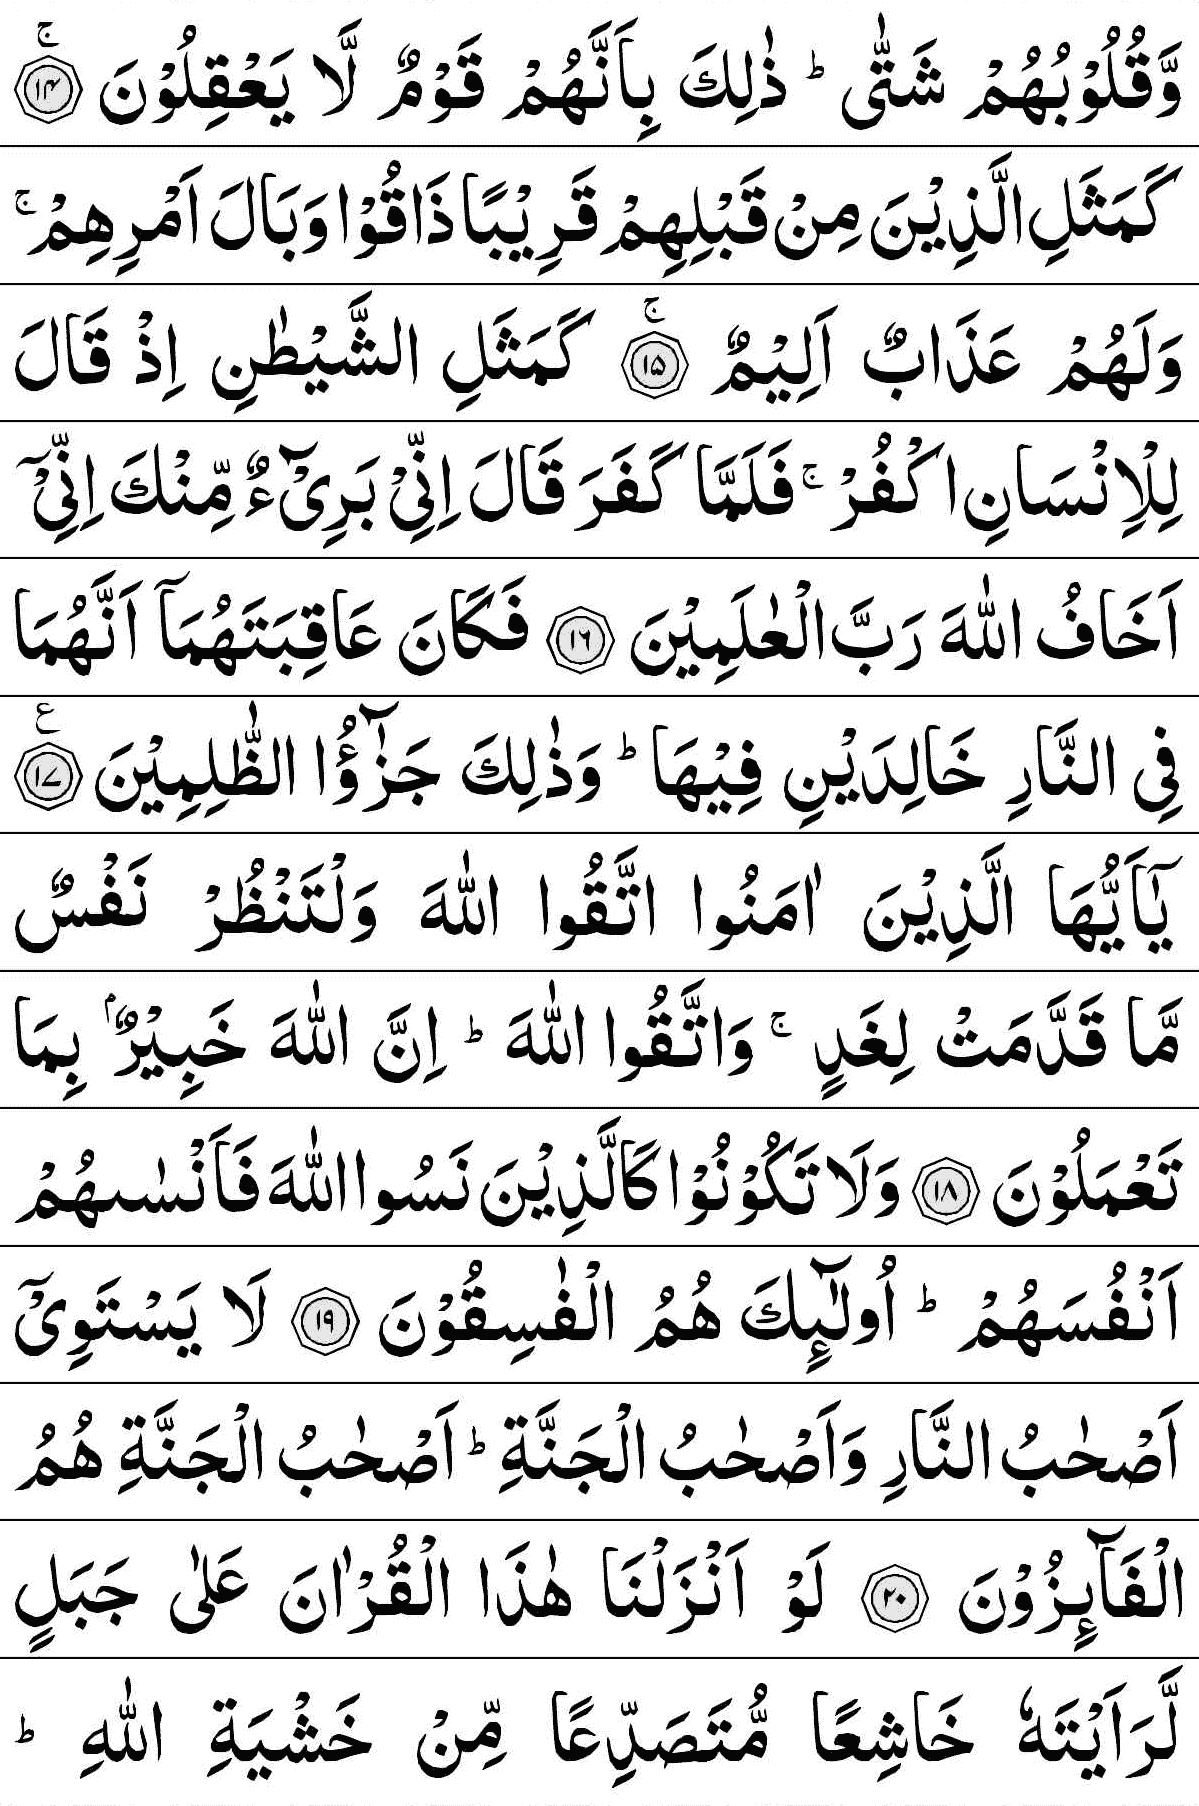 وَّقُلُوْبُهُمْ شَتّٰى ؕ ذٰلِكَ بِاَنَّهُمْ قَوْمٌ لَّا يَعْقِلُوْنَ ۚ ﴿۱۴﴾
كَمَثَلِ الَّذِيْنَ مِنْ قَبْلِهِمْ قَرِيْبًا ذَاقُوْا وَبَالَ اَمْرِهِمْ ۚ
وَلَهُمْ عَذَابٌ اَلِيْمٌ ۚ ﴿۱۵﴾ كَمَثَلِ الشَّيْطٰنِ اِذْ قَالَ
لِلْاِنْسَانِ اكْفُرْ ۚ فَلَمَّا كَفَرَ قَالَ اِنِّىْ بَرِىْٓءٌ مِّنْكَ اِنِّىْٓ
اَخَافُ اللّٰهَ رَبَّ الْعٰلَمِيْنَ ﴿۱۶﴾ فَكَانَ عَاقِبَتَهُمَاۤ اَنَّهُمَا
فِى النَّارِ خَالِدَيْنِ فِيْهَا ؕ وَذٰلِكَ جَزٰٓؤُا الظّٰلِمِيْنَ ﴿۱۷﴾ ع
يٰۤاَيُّهَا الَّذِيْنَ اٰمَنُوا اتَّقُوا اللّٰهَ وَلْتَنْظُرْ نَفْسٌ
مَّا قَدَّمَتْ لِغَدٍ ۚ وَاتَّقُوا اللّٰهَ ؕ اِنَّ اللّٰهَ خَبِيْرٌۢ بِمَا
تَعْمَلُوْنَ ﴿۱۸﴾ وَلَا تَكُوْنُوْا كَالَّذِيْنَ نَسُوا اللّٰهَ فَاَنْسٰىهُمْ
اَنْفُسَهُمْ ؕ اُولٰٓئِكَ هُمُ الْفٰسِقُوْنَ ﴿۱۹﴾ لَا يَسْتَوِىْٓ
اَصْحٰبُ النَّارِ وَاَصْحٰبُ الْجَنَّةِ ؕ اَصْحٰبُ الْجَنَّةِ هُمُ
الْفَآئِزُوْنَ ﴿۲۰﴾ لَوْ اَنْزَلْنَا هٰذَا الْقُرْاٰنَ عَلٰى جَبَلٍ
لَّرَاَيْتَهٗ خَاشِعًا مُّتَصَدِّعًا مِّنْ خَشْيَةِ اللّٰهِ ؕ